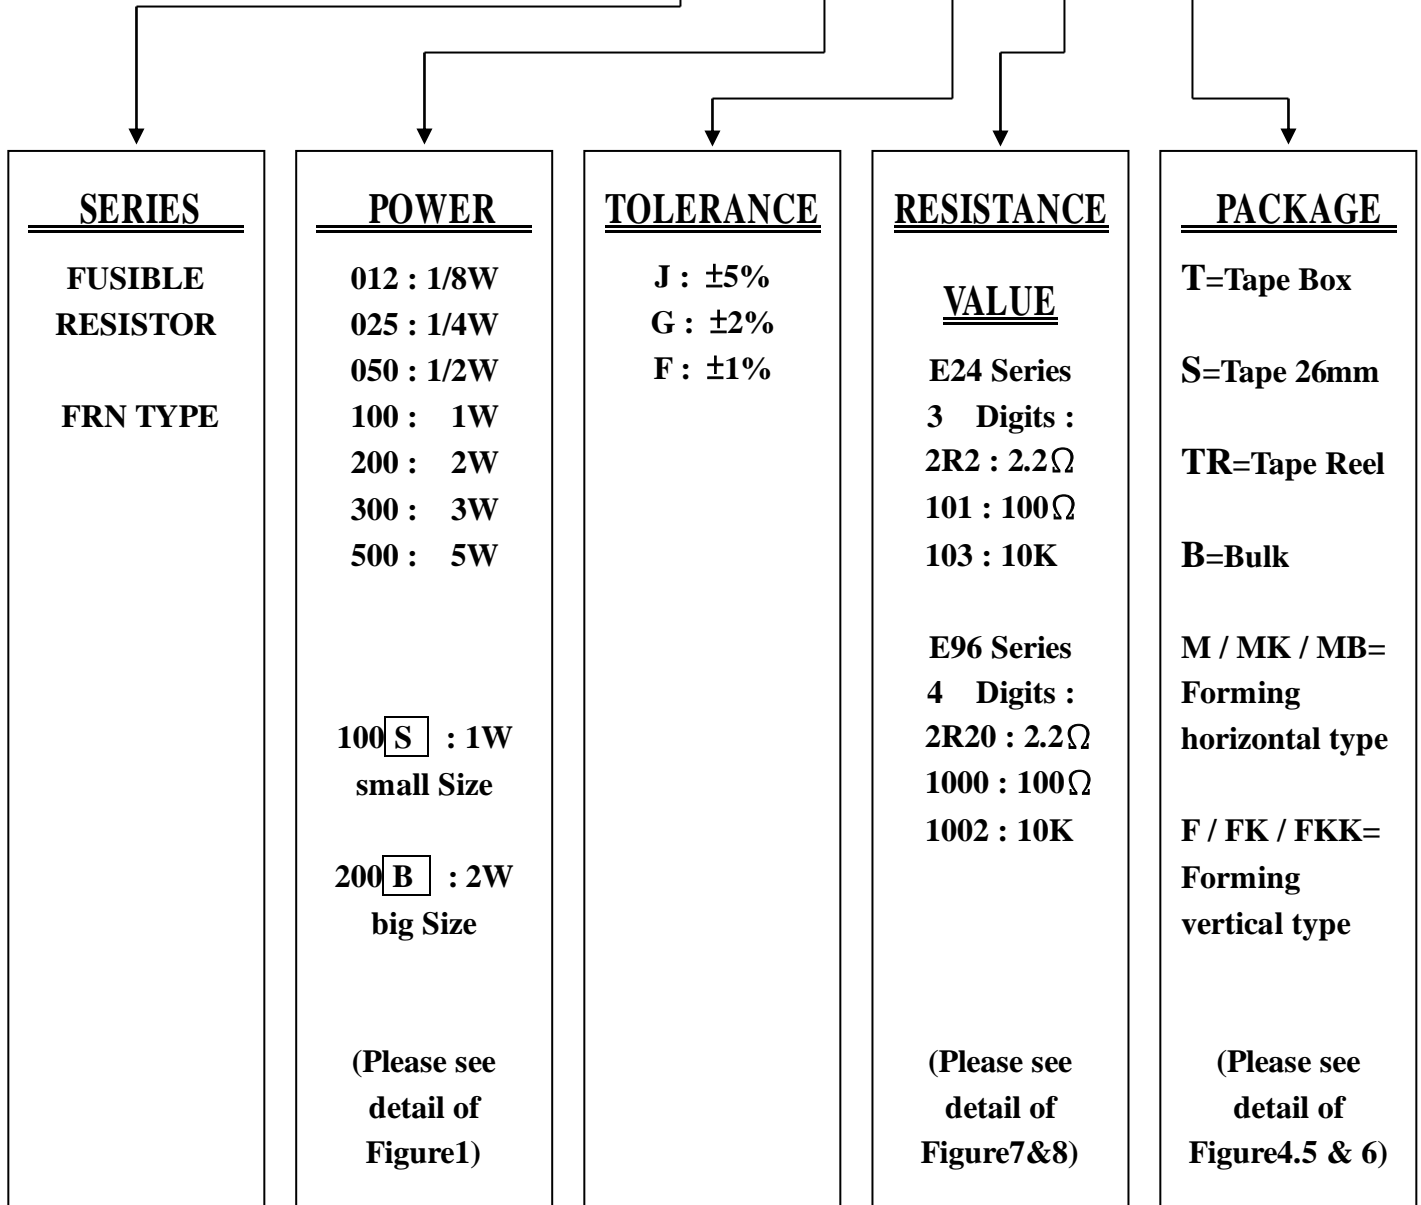 SERIES
FUSIBLE
RESISTOR
FRN TYPE
POWER
012 : 1/8W
025 : 1/4W
050 : 1/2W
100 : 1W
200 : 2W
300 : 3W
500 : 5W
100 S : 1W
small Size
200 B : 2W
big Size
(Please see
detail of
Figure1)
TOLERANCE
J : ±5%
G : ±2%
F : ±1%
RESISTANCE
VALUE
E24 Series
3 Digits :
2R2 : 2.2Ω
101 : 100Ω
103 : 10K
E96 Series
4 Digits :
2R20 : 2.2Ω
1000 : 100Ω
1002 : 10K
(Please see
detail of
Figure7&8)
PACKAGE
T=Tape Box
S=Tape 26mm
TR=Tape Reel
B=Bulk
M / MK / MB=
Forming
horizontal type
F / FK / FKK=
Forming
vertical type
(Please see
detail of
Figure4.5 & 6)